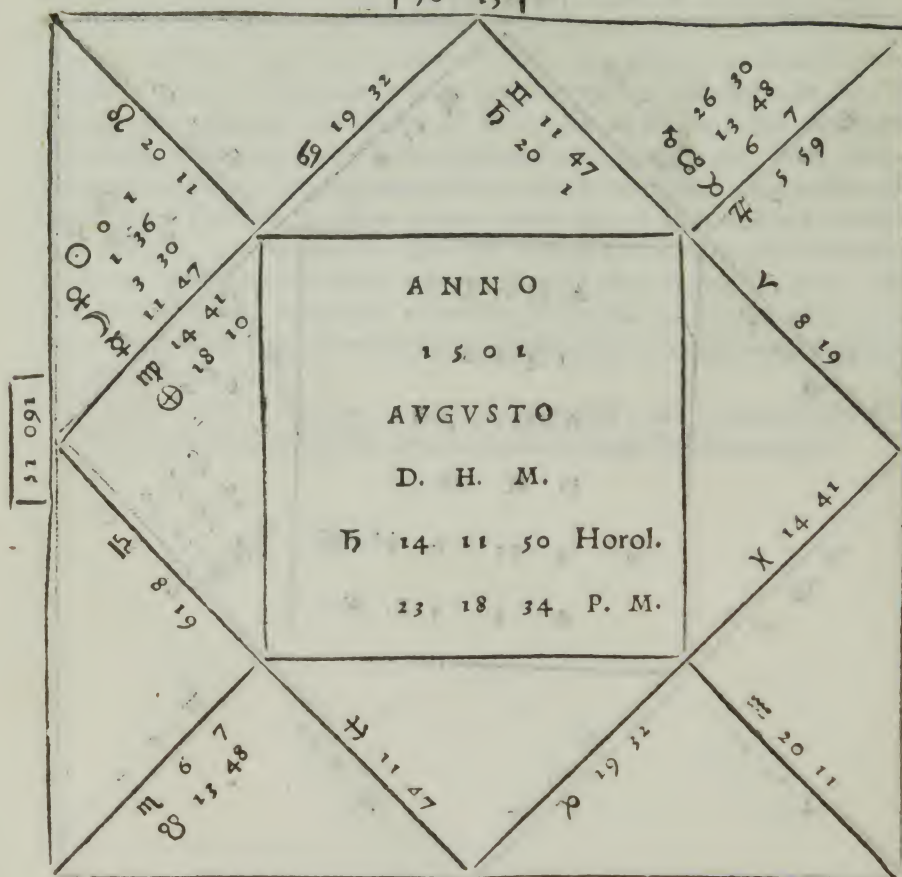 ♋ 19 32
♊ 11 47
♄ 20 1
♂ 26 30
☊ 13 48
♉ 6 7
♃ 5 59
♌ 20 11
☉ 0 1
♀ 1 36
☽ 3 30
☿ 11 47
♍ 14 41
⊕ 18 10
♈ 8 19
ANNO
1501
AVGVSTO
D. H. M.
♄ 14 11 50 Horol.
23 18 34 P. M.
160 52
♎ 8 19
♓ 14 41
♏ 6 7
☋ 13 48
♐ 11 47
♑ 19 32
♒ 20 11